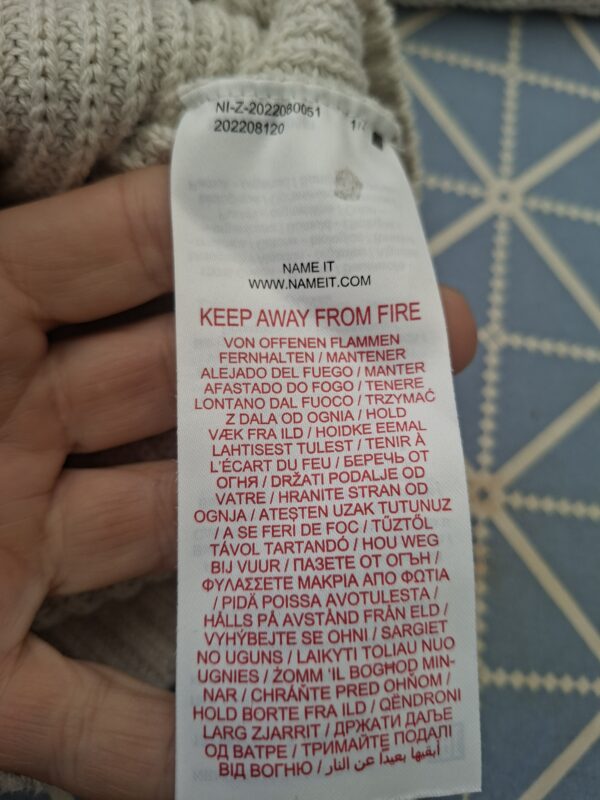 NI-Z-2022080051
202208120
NAME IT
WWW.NAMEIT.COM
KEEP AWAY FROM FIRE
VON OFFENEN FLAMMEN
FERNHALTEN / MANTENER
ALEJADO DEL FUEGO / MANTER
AFASTADO DO FOGO / TENERE
LONTANO DAL FUOCO / TRZYMAĆ
Z DALA OD OGNIA / HOLD
VÆK FRA ILD / HOIDKE EEMAL
LAHTISEST TULEST / TENIR À
L'ÉCART DU FEU / БЕРЕЧЬ ОТ
ОГНЯ / DRŽATI PODALJE OD
VATRE / HRANITE STRAN OD
OGNJA / ATEŞTEN UZAK TUTUNUZ
/ A SE FERÍ DE FOC / TŰZTŐL
TÁVOL TARTANDÓ / HOU WEG
BIJ VUUR / ПАЗЕТЕ ОТ ОГЪН /
ΦΥΛΑΣΣΕΤΕ ΜΑΚΡΙΑ ΑΠΟ ΦΩΤΙΑ
/ PIDÄ POISSA AVOTULESTA /
HÅLLS PÅ AVSTÅND FRÅN ELD /
VYHÝBEJTE SE OHNI / SARGIET
NO UGUNS / LAIKYTI TOLIAU NUO
UGNIES / ŻOMM 'IL BOGĦOD MIN-
NAR / CHRÁŇTE PRED OHŇOM /
HOLD BORTE FRA ILD / QËNDRONI
LARG ZJARRIT / ДРЖАТИ ДАЉЕ
ОД ВАТРЕ / ТРИМАЙТЕ ПОДАЛІ
ВІД ВОГНЮ / أبقيها بعيداً عن النار